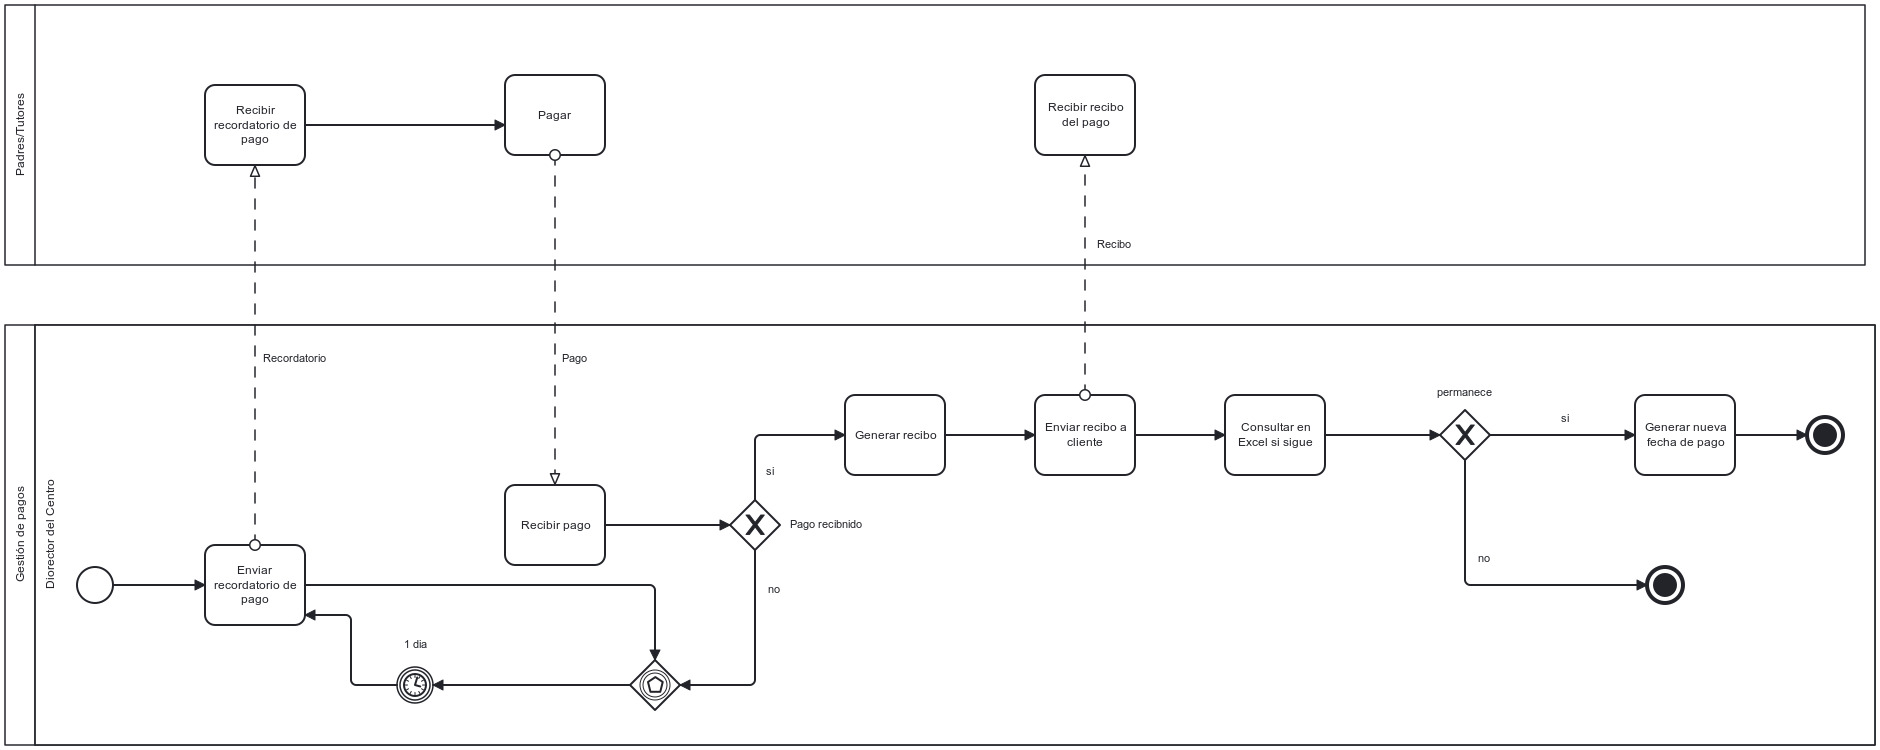 Padres/Tutores
Recibir
recordatorio de
pago
Pagar
Recibir recibo
del pago
Recibo
Gestión de pagos
Diorector del Centro
Recordatorio
Pago
permanece
Generar recibo
Enviar recibo a
cliente
Consultar en
Excel si sigue
X
si
Generar nueva
fecha de pago
si
Recibir pago
X
Pago recibnido
no
Enviar
recordatorio de
pago
no
1 dia